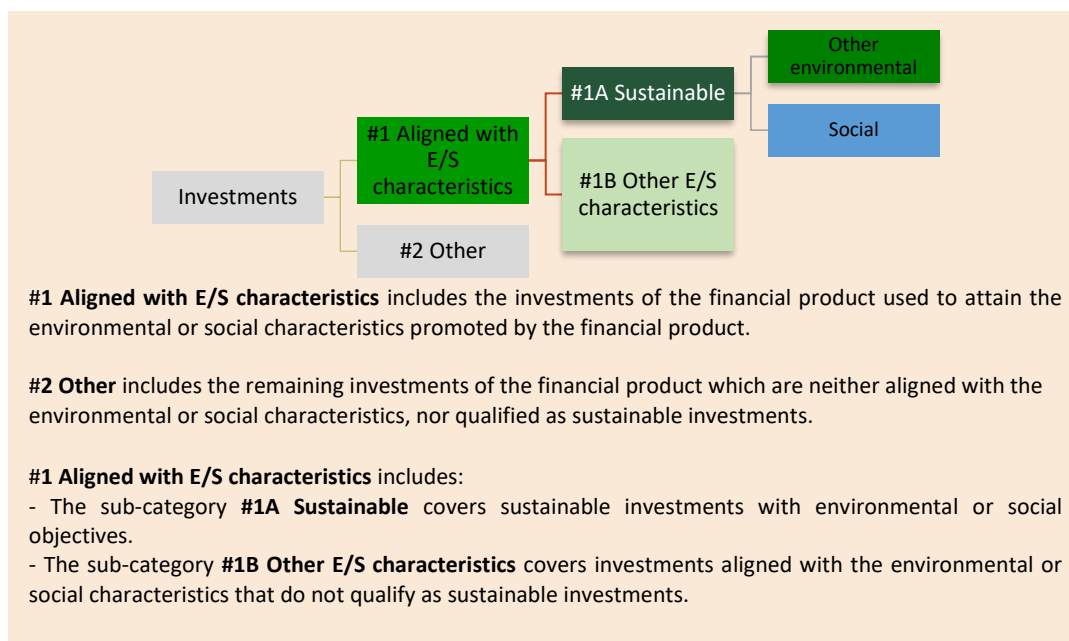 Other
environmental
#1A Sustainable
#1 Aligned with
E/S
characteristics
Social
#1B Other E/S
characteristics
Investments
#2 Other
#1 Aligned with E/S characteristics includes the investments of the financial product used to attain the
environmental or social characteristics promoted by the financial product.
#2 Other includes the remaining investments of the financial product which are neither aligned with the
environmental or social characteristics, nor qualified as sustainable investments.
#1 Aligned with E/S characteristics includes:
- The sub-category #1A Sustainable covers sustainable investments with environmental or social
objectives.
- The sub-category #1B Other E/S characteristics covers investments aligned with the environmental or
social characteristics that do not qualify as sustainable investments.